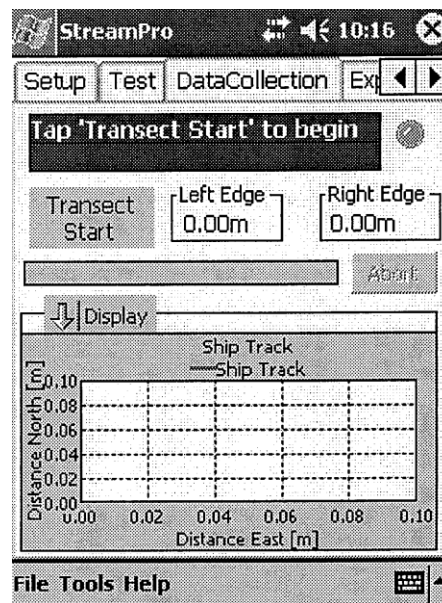 StreamPro 10:16
Setup Test DataCollection Exp
Tap 'Transect Start' to begin
Transect Start
Left Edge
0.00m
Right Edge
0.00m
Abort
Display
Ship Track
Ship Track
Distance North [m]
0.10
0.08
0.06
0.04
0.02
0.00
0.00 0.02 0.04 0.06 0.08 0.10
Distance East [m]
File Tools Help